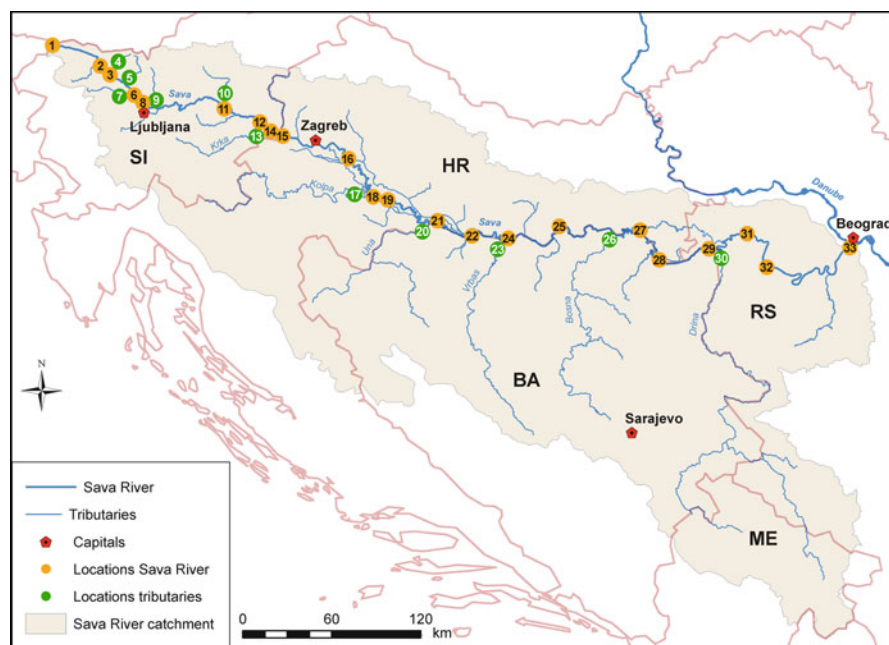 1
2
4
3
5
6
7
8
9
Sava
10
11
Ljubljana
12
14
15
13
Krka
Zagreb
SI
16
HR
Kolpa
17
18
19
Danube
Una
20
21
Sava
22
24
23
25
26
27
28
29
30
31
32
33
Beograd
Vrbas
Bosna
Drina
RS
BA
Sarajevo
ME
N
Sava River
Tributaries
Capitals
Locations Sava River
Locations tributaries
Sava River catchment
0 60 120
km